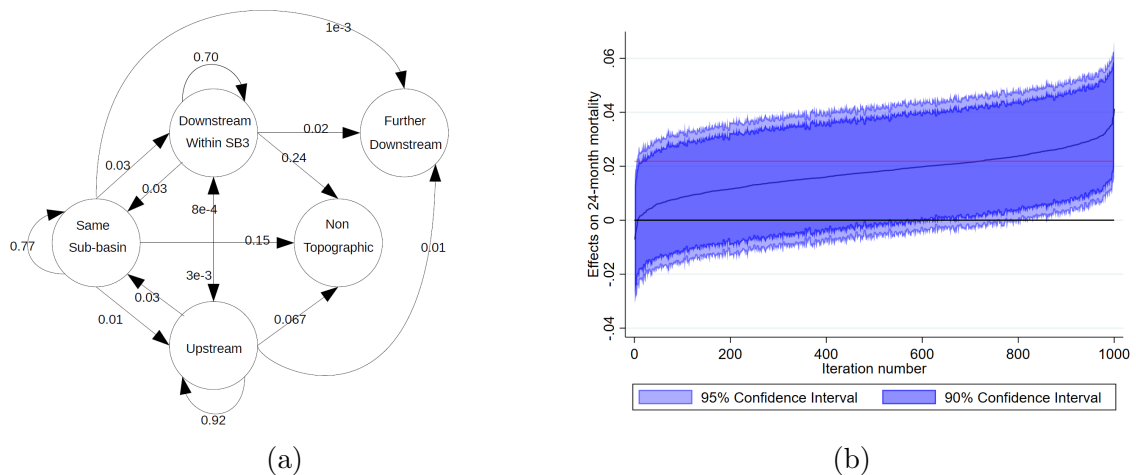 1e-3
0.70
Downstream
Within SB3
Further
Downstream
0.02
0.24
0.03
0.03
8e-4
Same
Sub-basin
Non
Topographic
0.15
0.77
0.01
3e-3
0.03
0.01
0.067
Upstream
0.92
(a)
Effects on 24-month mortality
.06
.04
.02
0
-.02
-.04
0 200 400 600 800 1000
Iteration number
95% Confidence Interval 90% Confidence Interval
(b)